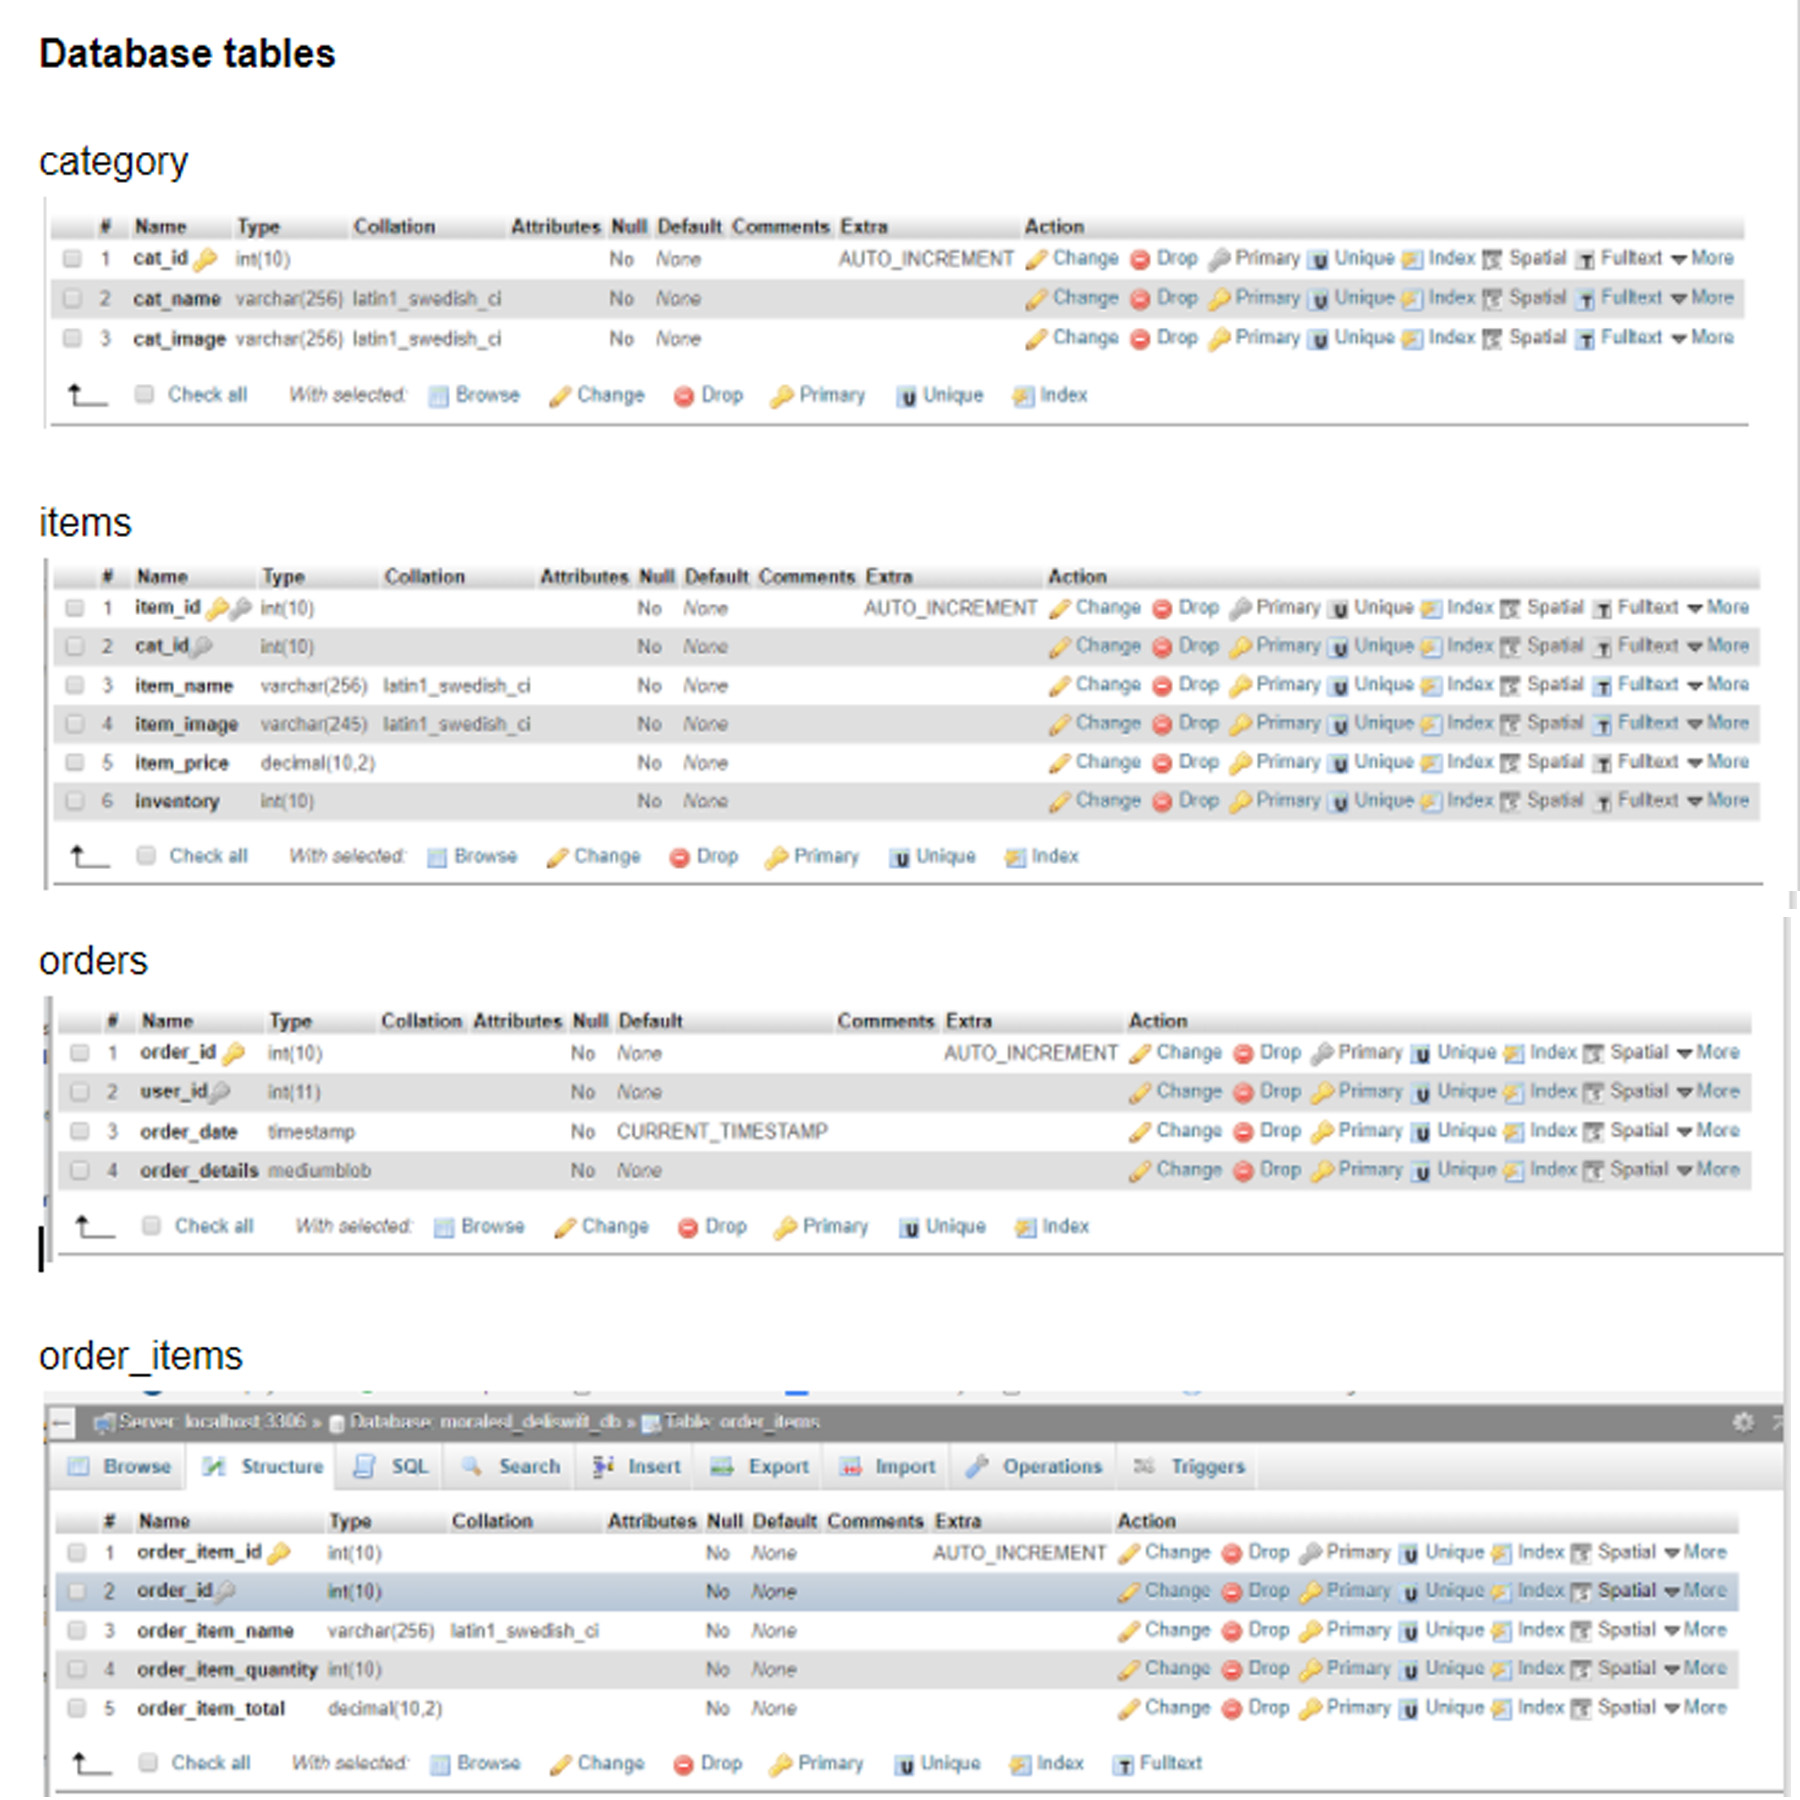 Database tables
category
# Name Type Collation Attributes Null Default Comments Extra Action
1 cat_id int(10) No None AUTO_INCREMENT Change Drop Primary Unique Index Spatial Fulltext More
2 cat_name varchar(256) latin1_swedish_ci No None Change Drop Primary Unique Index Spatial Fulltext More
3 cat_image varchar(256) latin1_swedish_ci No None Change Drop Primary Unique Index Spatial Fulltext More
Check all With selected: Browse Change Drop Primary Unique Index
items
# Name Type Collation Attributes Null Default Comments Extra Action
1 item_id int(10) No None AUTO_INCREMENT Change Drop Primary Unique Index Spatial Fulltext More
2 cat_id int(10) No None Change Drop Primary Unique Index Spatial Fulltext More
3 item_name varchar(256) latin1_swedish_ci No None Change Drop Primary Unique Index Spatial Fulltext More
4 item_image varchar(245) latin1_swedish_ci No None Change Drop Primary Unique Index Spatial Fulltext More
5 item_price decimal(10,2) No None Change Drop Primary Unique Index Spatial Fulltext More
6 inventory int(10) No None Change Drop Primary Unique Index Spatial Fulltext More
Check all With selected: Browse Change Drop Primary Unique Index
orders
# Name Type Collation Attributes Null Default Comments Extra Action
1 order_id int(10) No None AUTO_INCREMENT Change Drop Primary Unique Index Spatial More
2 user_id int(11) No None Change Drop Primary Unique Index Spatial More
3 order_date timestamp No CURRENT_TIMESTAMP Change Drop Primary Unique Index Spatial More
4 order_details mediumblob No None Change Drop Primary Unique Index Spatial More
Check all With selected: Browse Change Drop Primary Unique Index
order_items
Server: localhost:3306 » Database: moralesl_deliswift_db » Table: order_items
Browse Structure SQL Search Insert Export Import Operations Triggers
# Name Type Collation Attributes Null Default Comments Extra Action
1 order_item_id int(10) No None AUTO_INCREMENT Change Drop Primary Unique Index Spatial More
2 order_id int(10) No None Change Drop Primary Unique Index Spatial More
3 order_item_name varchar(256) latin1_swedish_ci No None Change Drop Primary Unique Index Spatial More
4 order_item_quantity int(10) No None Change Drop Primary Unique Index Spatial More
5 order_item_total decimal(10,2) No None Change Drop Primary Unique Index Spatial More
Check all With selected: Browse Change Drop Primary Unique Index Fulltext